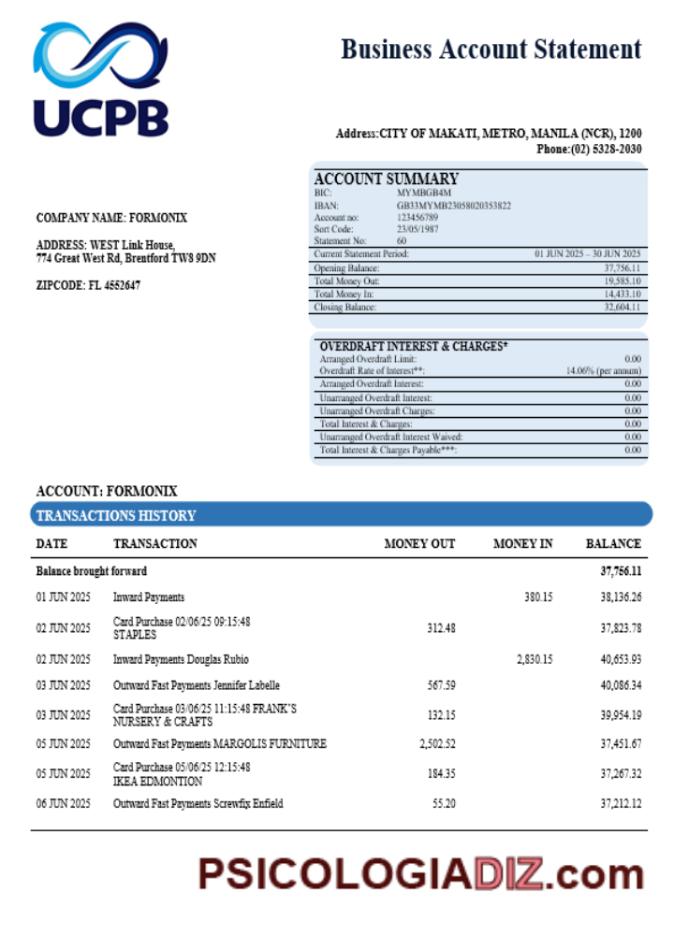 UCPB
Business Account Statement
Address:CITY OF MAKATI, METRO, MANILA (NCR), 1200
Phone:(02) 5328-2030
COMPANY NAME: FORMONIX
ADDRESS: WEST Link House,
774 Great West Rd, Brentford TW8 9DN
ZIPCODE: FL 4552647
ACCOUNT SUMMARY
BIC: MYMBGB4M
IBAN: GB33MYMB23058020353822
Account no: 123456789
Sort Code: 23/05/1987
Statement No: 60
Current Statement Period: 01 JUN 2025 – 30 JUN 2025
Opening Balance: 37,756.11
Total Money Out: 19,585.10
Total Money In: 14,433.10
Closing Balance: 32,604.11
OVERDRAFT INTEREST & CHARGES*
Arranged Overdraft Limit: 0.00
Overdraft Rate of Interest**: 14.06% (per annum)
Arranged Overdraft Interest: 0.00
Unarranged Overdraft Interest: 0.00
Unarranged Overdraft Charges: 0.00
Total Interest & Charges: 0.00
Unarranged Overdraft Interest Waived: 0.00
Total Interest & Charges Payable***: 0.00
ACCOUNT: FORMONIX
TRANSACTIONS HISTORY
DATE TRANSACTION MONEY OUT MONEY IN BALANCE
Balance brought forward 37,756.11
01 JUN 2025 Inward Payments 380.15 38,136.26
02 JUN 2025 Card Purchase 02/06/25 09:15:48 312.48 37,823.78
STAPLES
02 JUN 2025 Inward Payments Douglas Rubio 2,830.15 40,653.93
03 JUN 2025 Outward Fast Payments Jennifer Labelle 567.59 40,086.34
03 JUN 2025 Card Purchase 03/06/25 11:15:48 FRANK'S 132.15 39,954.19
NURSERY & CRAFTS
05 JUN 2025 Outward Fast Payments MARGOLIS FURNITURE 2,502.52 37,451.67
05 JUN 2025 Card Purchase 05/06/25 12:15:48 184.35 37,267.32
IKEA EDMONTION
06 JUN 2025 Outward Fast Payments Screwfix Enfield 55.20 37,212.12
PSICOLOGIADIZ.com